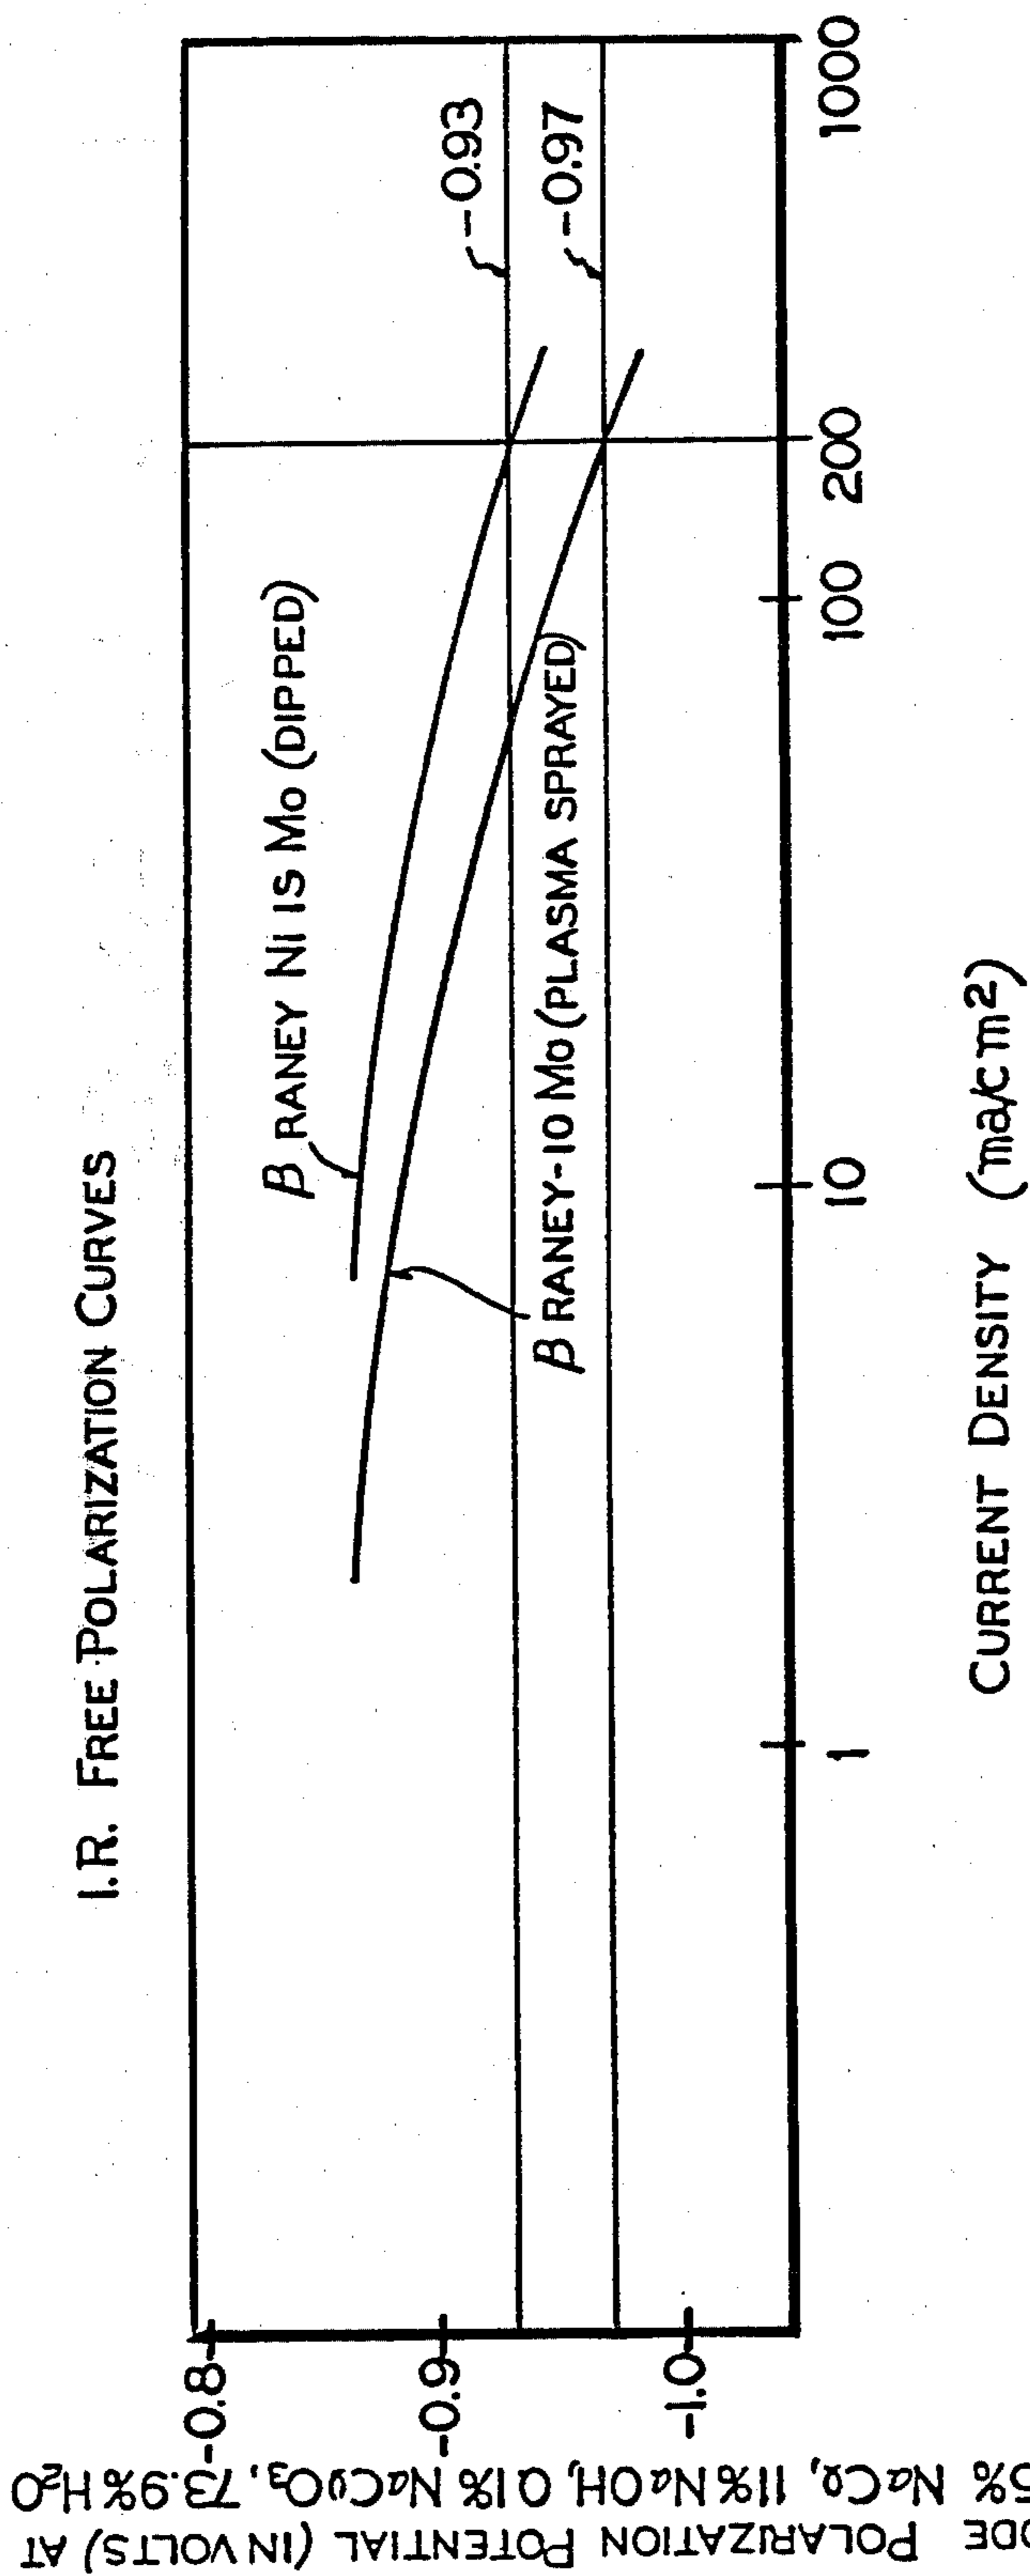 I.R. FREE POLARIZATION CURVES
β RANEY Ni IS Mo (DIPPED)
-0.93
-0.97
β RANEY-10 Mo (PLASMA SPRAYED)
-0.8
-0.9
-1.0
1
10
100
200
1000
CURRENT DENSITY (ma/cm²)
POLARIZATION POTENTIAL (IN VOLTS) AT
5% NaCl, 11% NaOH, 0.1% NaClO₃, 73.9% H₂O